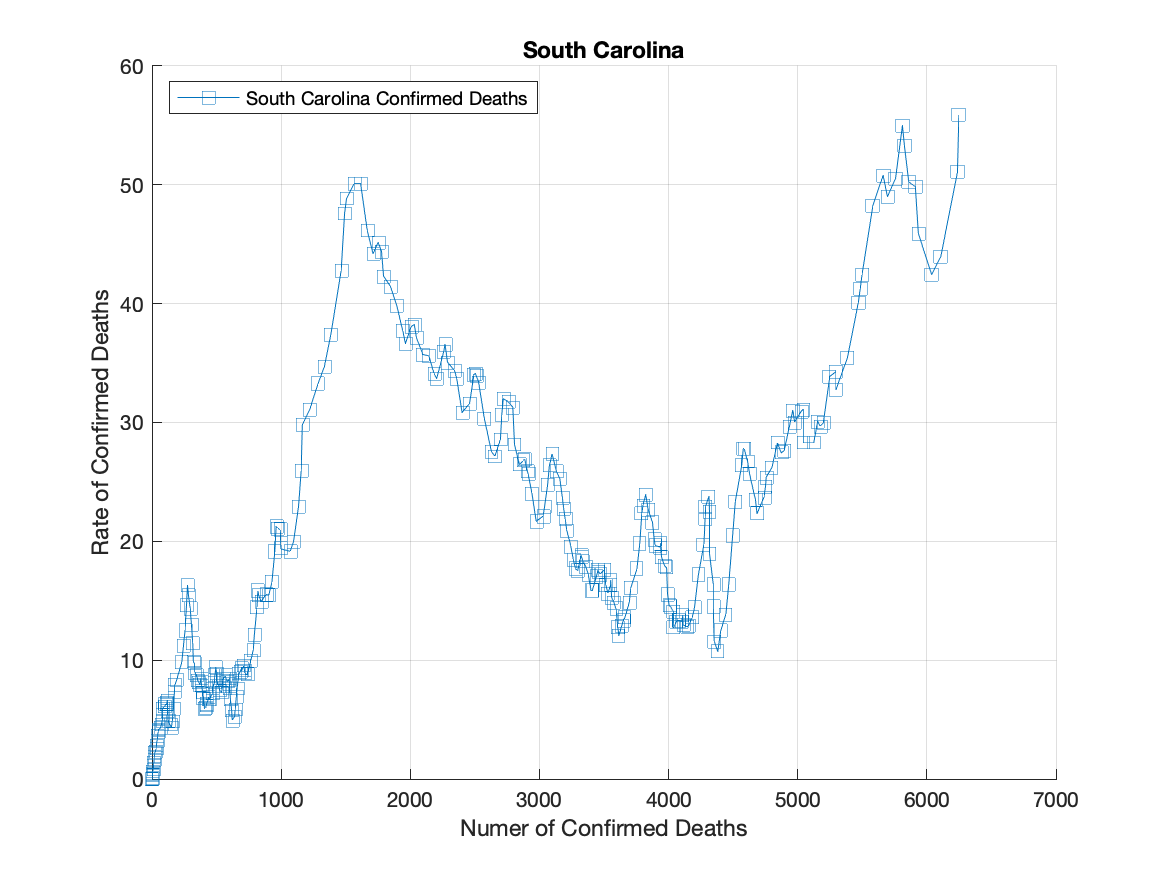 South Carolina
60
South Carolina Confirmed Deaths
50
40
30
20
10
0
Rate of Confirmed Deaths
0 1000 2000 3000 4000 5000 6000 7000
Numer of Confirmed Deaths